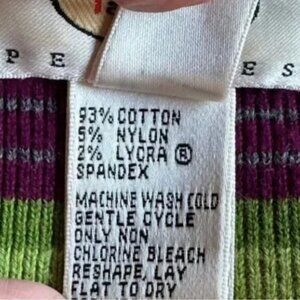 P E
E S
93% COTTON
5% NYLON
2% LYCRA ®
SPANDEX
MACHINE WASH COLD
GENTLE CYCLE
ONLY NON
CHLORINE BLEACH
RESHAPE, LAY
FLAT TO DRY